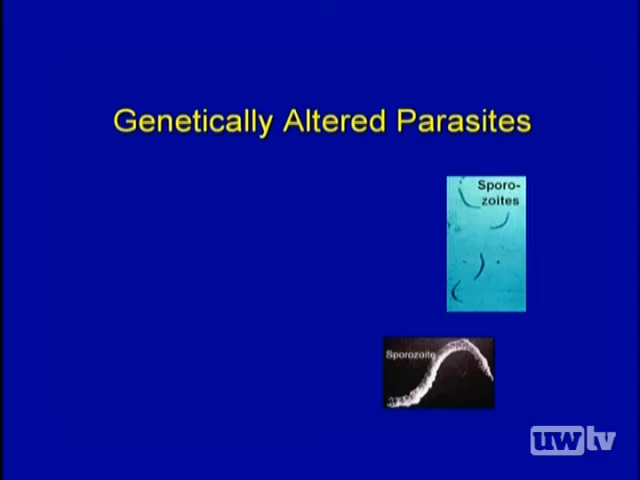 Genetically Altered Parasites
Sporo-
zoites
Sporozoite
uwtv